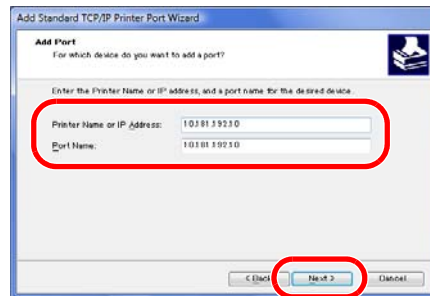 Add Standard TCP/IP Printer Port Wizard
Add Port
For which device do you want to add a port?
Enter the Printer Name or IP address, and a port name for the desired device.
Printer Name or IP Address:
Port Name:
< Back
Next >
Cancel